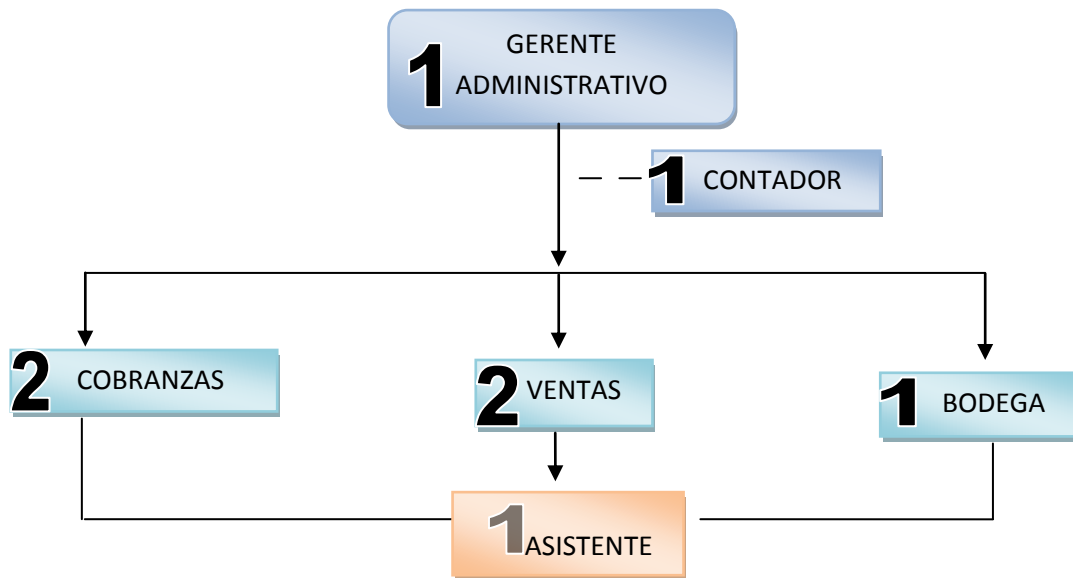 1 GERENTE
ADMINISTRATIVO
1 CONTADOR
2 COBRANZAS
2 VENTAS
1 BODEGA
1 ASISTENTE